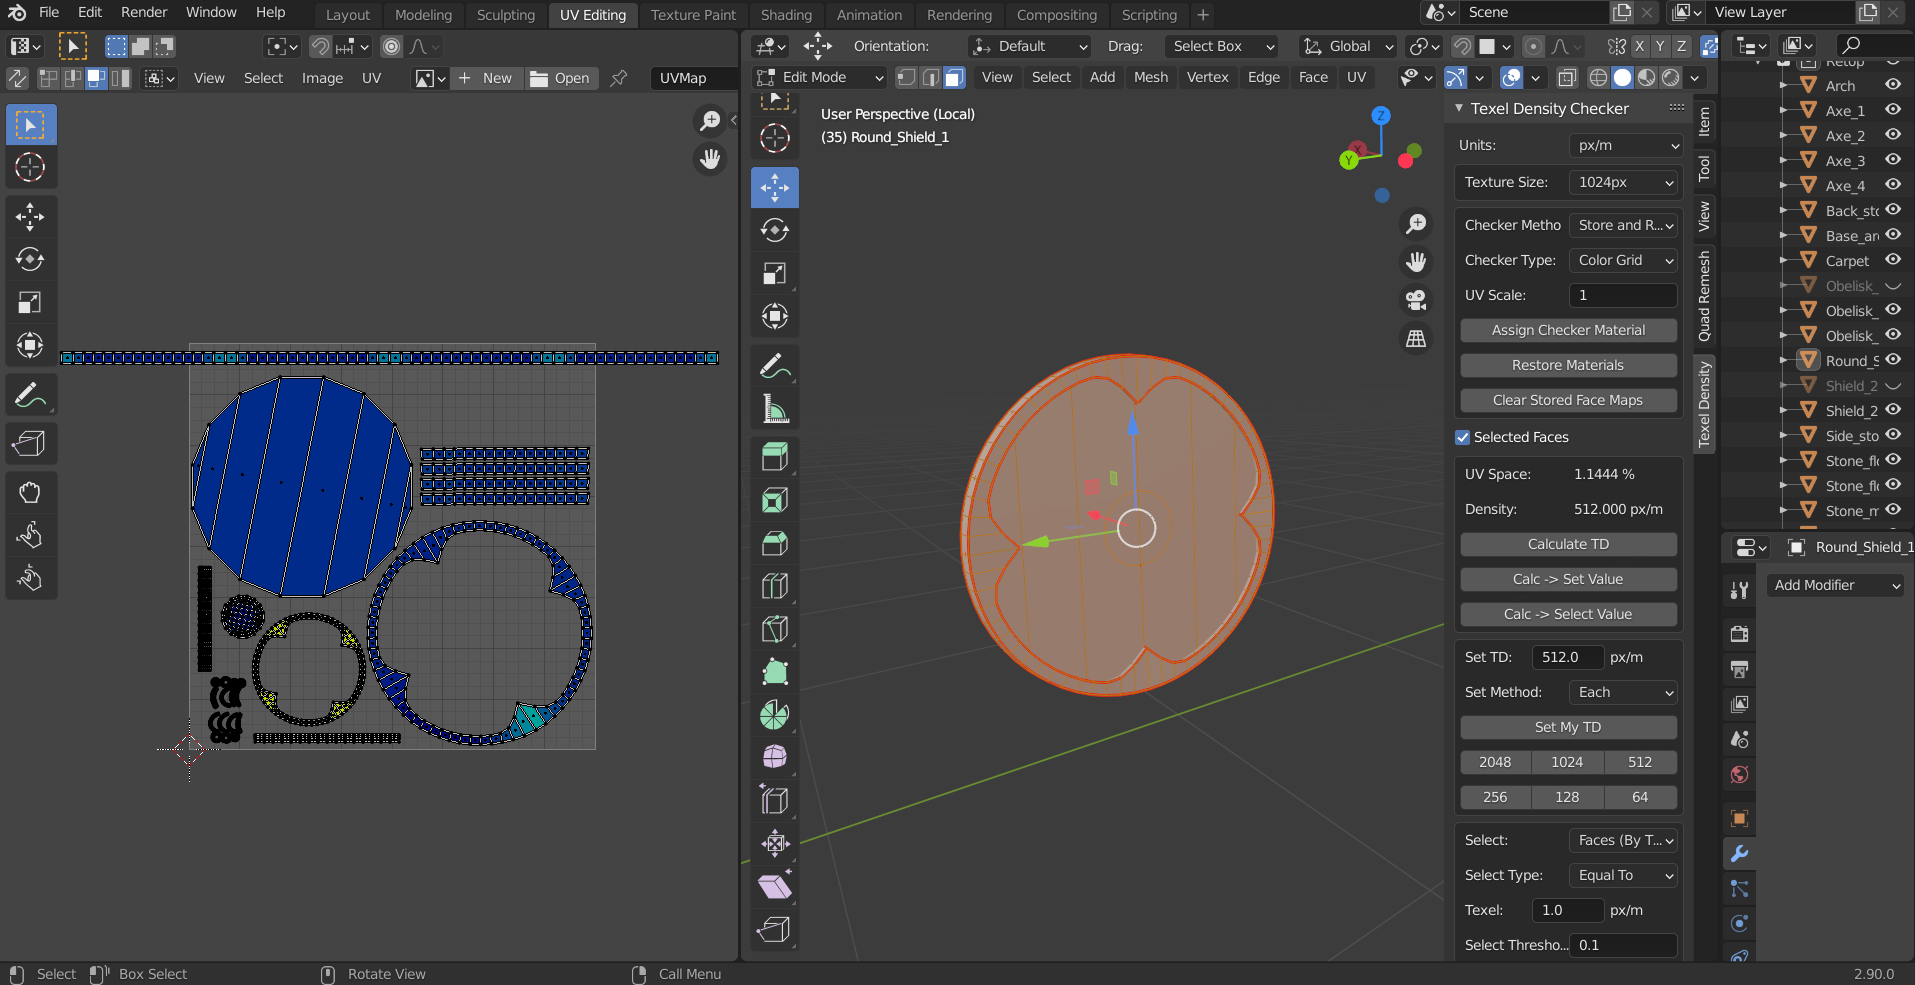 File Edit Render Window Help
Layout Modeling Sculpting UV Editing Texture Paint Shading Animation Rendering Compositing Scripting +
Scene
View Layer
Orientation: Default Drag: Select Box Global X Y Z
View Select Image UV New Open UVMap
Edit Mode View Select Add Mesh Vertex Edge Face UV
User Perspective (Local)
(35) Round_Shield_1
Z
X
Y
Texel Density Checker
Units: px/m
Texture Size: 1024px
Checker Metho Store and R...
Checker Type: Color Grid
UV Scale: 1
Assign Checker Material
Restore Materials
Clear Stored Face Maps
Selected Faces
UV Space: 1.1444 %
Density: 512.000 px/m
Calculate TD
Calc -> Set Value
Calc -> Select Value
Set TD: 512.0 px/m
Set Method: Each
Set My TD
2048 1024 512
256 128 64
Select: Faces (By T...
Select Type: Equal To
Texel: 1.0 px/m
Select Thresho... 0.1
Item
Tool
View
Quad Remesh
Texel Density
Retop
Arch
Axe_1
Axe_2
Axe_3
Axe_4
Back_sto
Base_ar
Carpet
Obelisk_
Obelisk_
Obelisk_
Round_S
Shield_2
Shield_2
Side_sto
Stone_flo
Stone_flo
Stone_m
Round_Shield_1
Add Modifier
Select Box Select Rotate View Call Menu 2.90.0